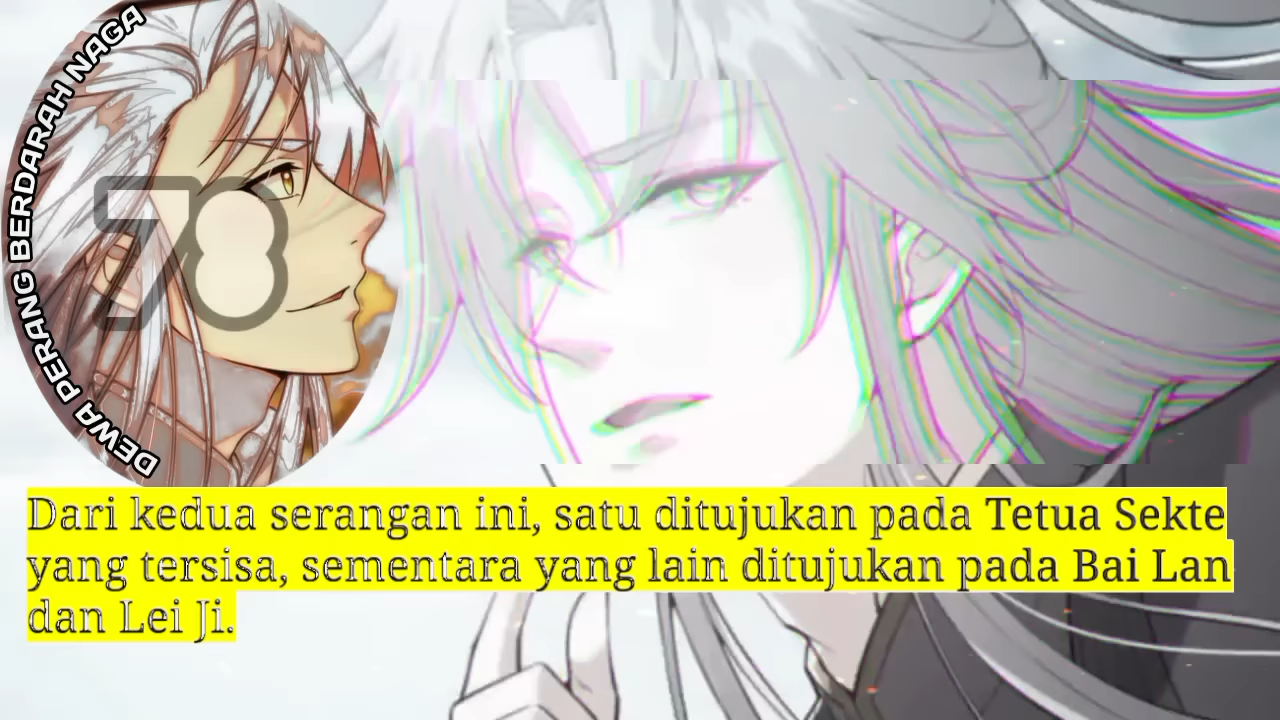 DEWA PERANG BERDARAH NAGA
78
Dari kedua serangan ini, satu ditujukan pada Tetua Sekte
yang tersisa, sementara yang lain ditujukan pada Bai Lan
dan Lei Ji.